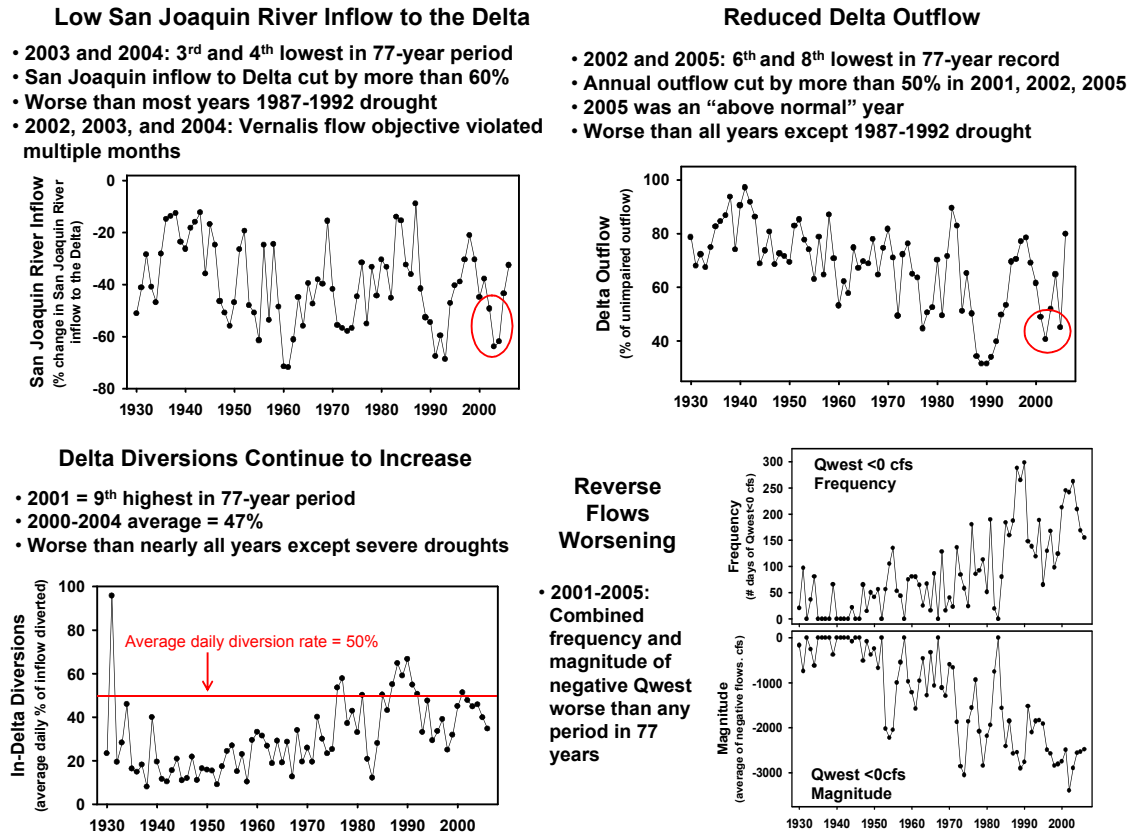 Low San Joaquin River Inflow to the Delta
• 2003 and 2004: 3rd and 4th lowest in 77-year period
• San Joaquin inflow to Delta cut by more than 60%
• Worse than most years 1987-1992 drought
• 2002, 2003, and 2004: Vernalis flow objective violated
multiple months
San Joaquin River Inflow
(% change in San Joaquin River
inflow to the Delta)
0
-20
-40
-60
-80
1930 1940 1950 1960 1970 1980 1990 2000
Reduced Delta Outflow
• 2002 and 2005: 6th and 8th lowest in 77-year record
• Annual outflow cut by more than 50% in 2001, 2002, 2005
• 2005 was an “above normal” year
• Worse than all years except 1987-1992 drought
Delta Outflow
(% of unimpaired outflow)
100
80
60
40
1930 1940 1950 1960 1970 1980 1990 2000
Delta Diversions Continue to Increase
• 2001 = 9th highest in 77-year period
• 2000-2004 average = 47%
• Worse than nearly all years except severe droughts
In-Delta Diversions
(average daily % of inflow diverted)
100
80
60
40
20
0
Average daily diversion rate = 50%
1930 1940 1950 1960 1970 1980 1990 2000
Reverse
Flows
Worsening
• 2001-2005:
Combined
frequency and
magnitude of
negative Qwest
worse than any
period in 77
years
Qwest <0 cfs
Frequency
Frequency
(# days of Qwest<0 cfs)
300
250
200
150
100
50
0
Magnitude
(average of negative flows. cfs)
0
-1000
-2000
-3000
Qwest <0cfs
Magnitude
1930 1940 1950 1960 1970 1980 1990 2000